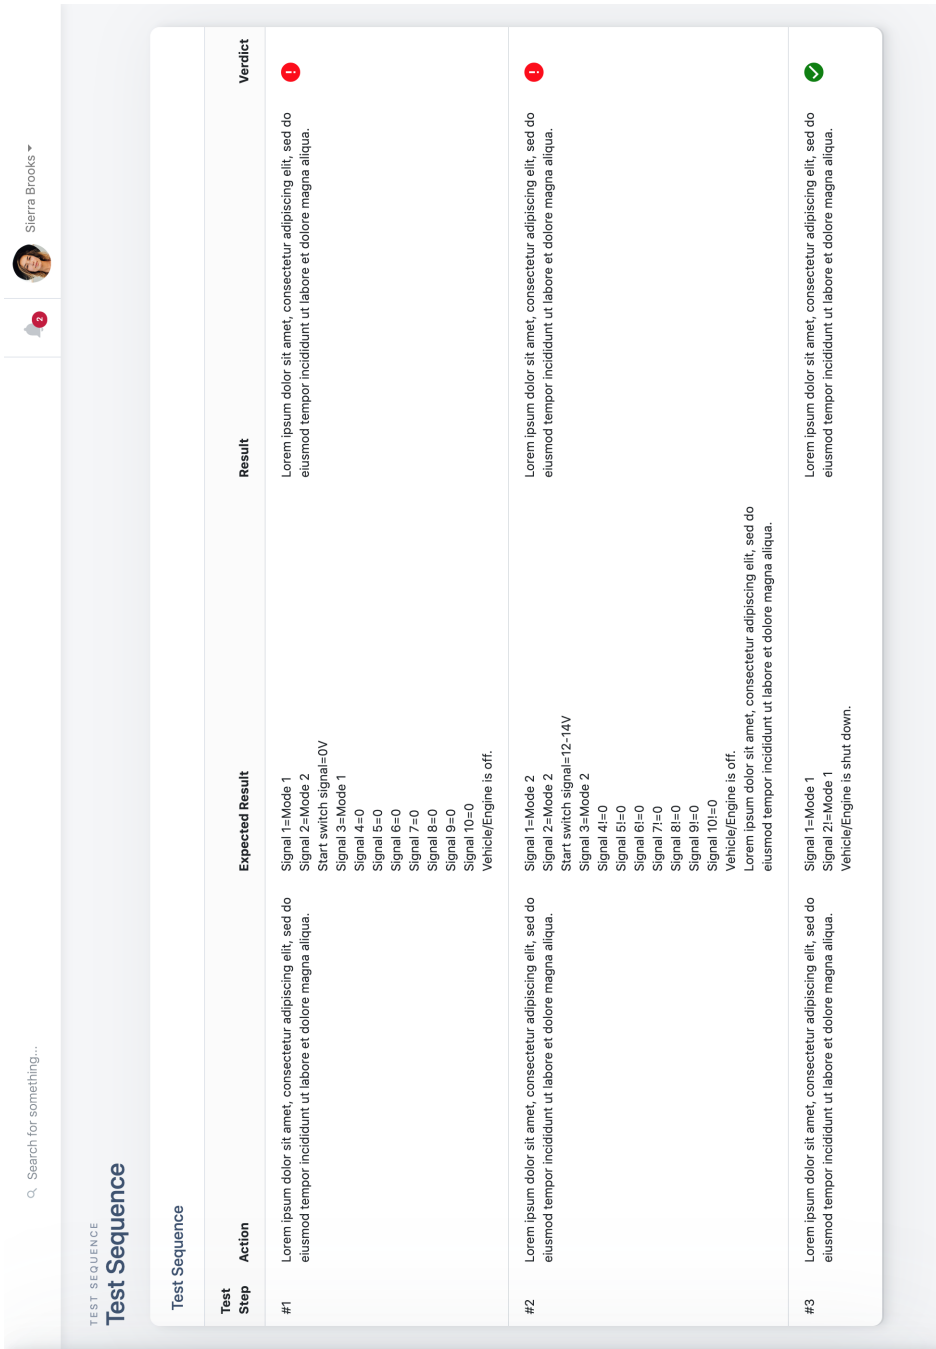 Search for something...
2
Sierra Brooks
TEST SEQUENCE
Test Sequence
Test Sequence
Test Step
Action
Expected Result
Result
Verdict
#1
Lorem ipsum dolor sit amet, consectetur adipiscing elit, sed do
eiusmod tempor incididunt ut labore et dolore magna aliqua.
Signal 1=Mode 1
Signal 2=Mode 2
Start switch signal=0V
Signal 3=Mode 1
Signal 4=0
Signal 5=0
Signal 6=0
Signal 7=0
Signal 8=0
Signal 9=0
Signal 10=0
Vehicle/Engine is off.
Lorem ipsum dolor sit amet, consectetur adipiscing elit, sed do
eiusmod tempor incididunt ut labore et dolore magna aliqua.
#2
Lorem ipsum dolor sit amet, consectetur adipiscing elit, sed do
eiusmod tempor incididunt ut labore et dolore magna aliqua.
Signal 1=Mode 2
Signal 2=Mode 2
Start switch signal=12-14V
Signal 3=Mode 2
Signal 4!=0
Signal 5!=0
Signal 6!=0
Signal 7!=0
Signal 8!=0
Signal 9!=0
Signal 10!=0
Vehicle/Engine is off.
Lorem ipsum dolor sit amet, consectetur adipiscing elit, sed do
eiusmod tempor incididunt ut labore et dolore magna aliqua.
Lorem ipsum dolor sit amet, consectetur adipiscing elit, sed do
eiusmod tempor incididunt ut labore et dolore magna aliqua.
#3
Lorem ipsum dolor sit amet, consectetur adipiscing elit, sed do
eiusmod tempor incididunt ut labore et dolore magna aliqua.
Signal 1=Mode 1
Signal 2!=Mode 1
Vehicle/Engine is shut down.
Lorem ipsum dolor sit amet, consectetur adipiscing elit, sed do
eiusmod tempor incididunt ut labore et dolore magna aliqua.